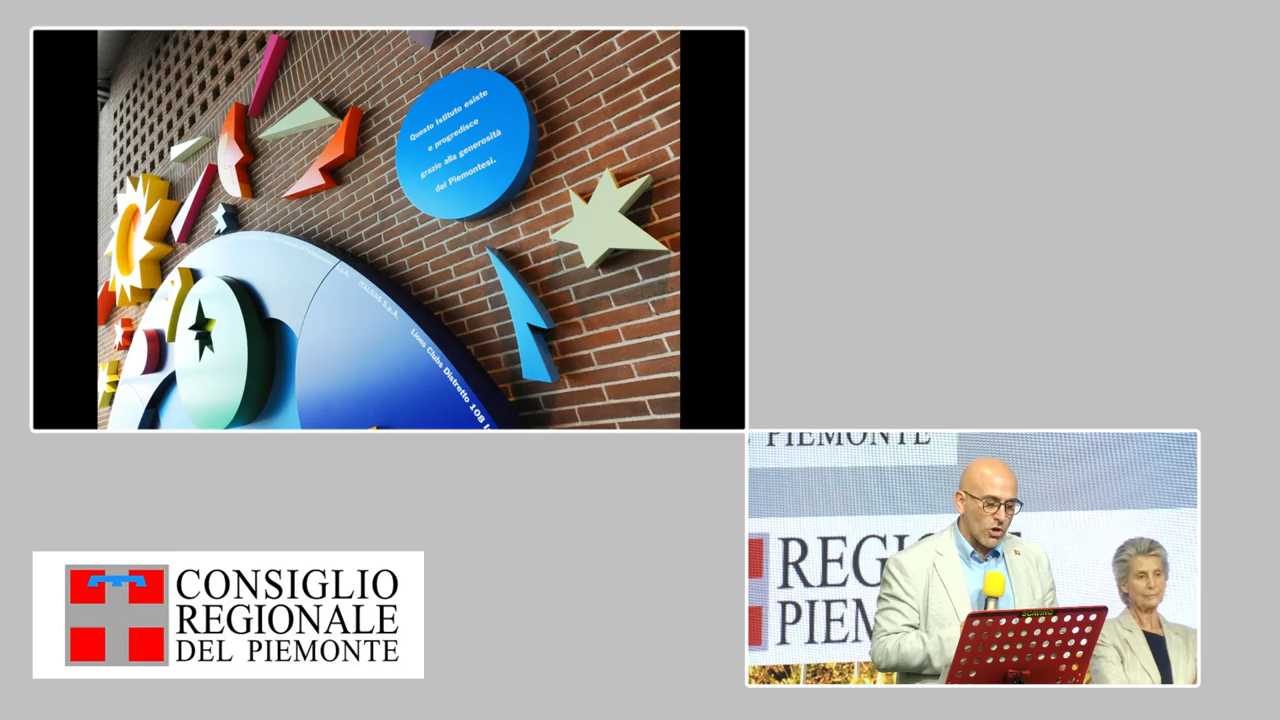 Questo Istituto esiste
e progredisce
grazie alla generosità
dei Piemontesi.
S.p.A.
ITALGAS S.p.A.
Lions Clubs Distretto 108 I
PIEMONTE
REGI
PIEM
SCAVINO
CONSIGLIO
REGIONALE
DEL PIEMONTE